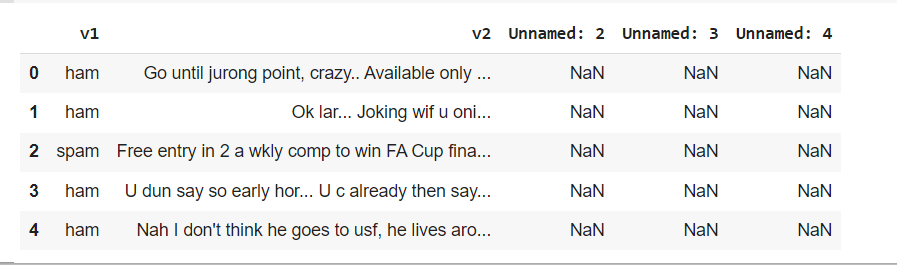 v1 v2 Unnamed: 2 Unnamed: 3 Unnamed: 4
0 ham Go until jurong point, crazy.. Available only ... NaN NaN NaN
1 ham Ok lar... Joking wif u oni... NaN NaN NaN
2 spam Free entry in 2 a wkly comp to win FA Cup fina... NaN NaN NaN
3 ham U dun say so early hor... U c already then say... NaN NaN NaN
4 ham Nah I don't think he goes to usf, he lives aro... NaN NaN NaN